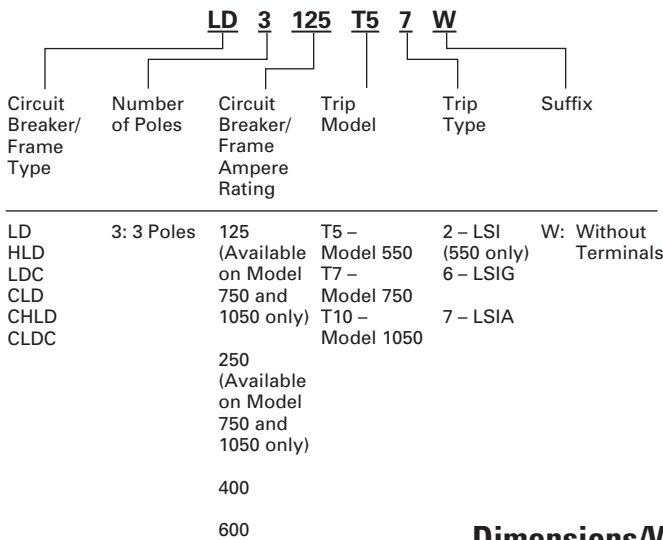 LD 3 125 T5 7 W
Circuit Breaker/ Frame Type
Number of Poles
Circuit Breaker/ Frame Ampere Rating
Trip Model
Trip Type
Suffix
LD
HLD
LDC
CLD
CHLD
CLDC
3: 3 Poles
125
(Available
on Model
750 and
1050 only)
250
(Available
on Model
750 and
1050 only)
400
600
T5 –
Model 550
T7 –
Model 750
T10 –
Model 1050
2 – LSI
(550 only)
6 – LSIG
7 – LSIA
W: Without
Terminals